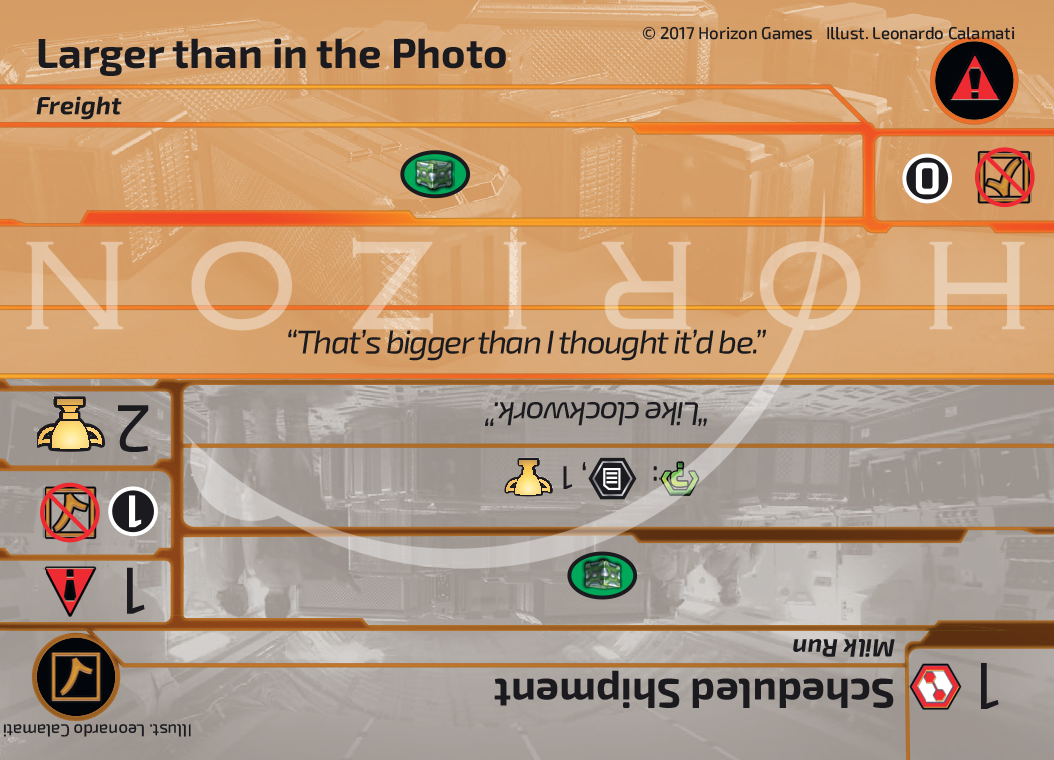 © 2017 Horizon Games Illust. Leonardo Calamati
Larger than in the Photo
Freight
0
HORIZON
“That’s bigger than I thought it’d be.”
2
„Like clockwork.”
: , 1
1
1
Milk Run
Scheduled Shipment
1
Illust. Leonardo Calamati